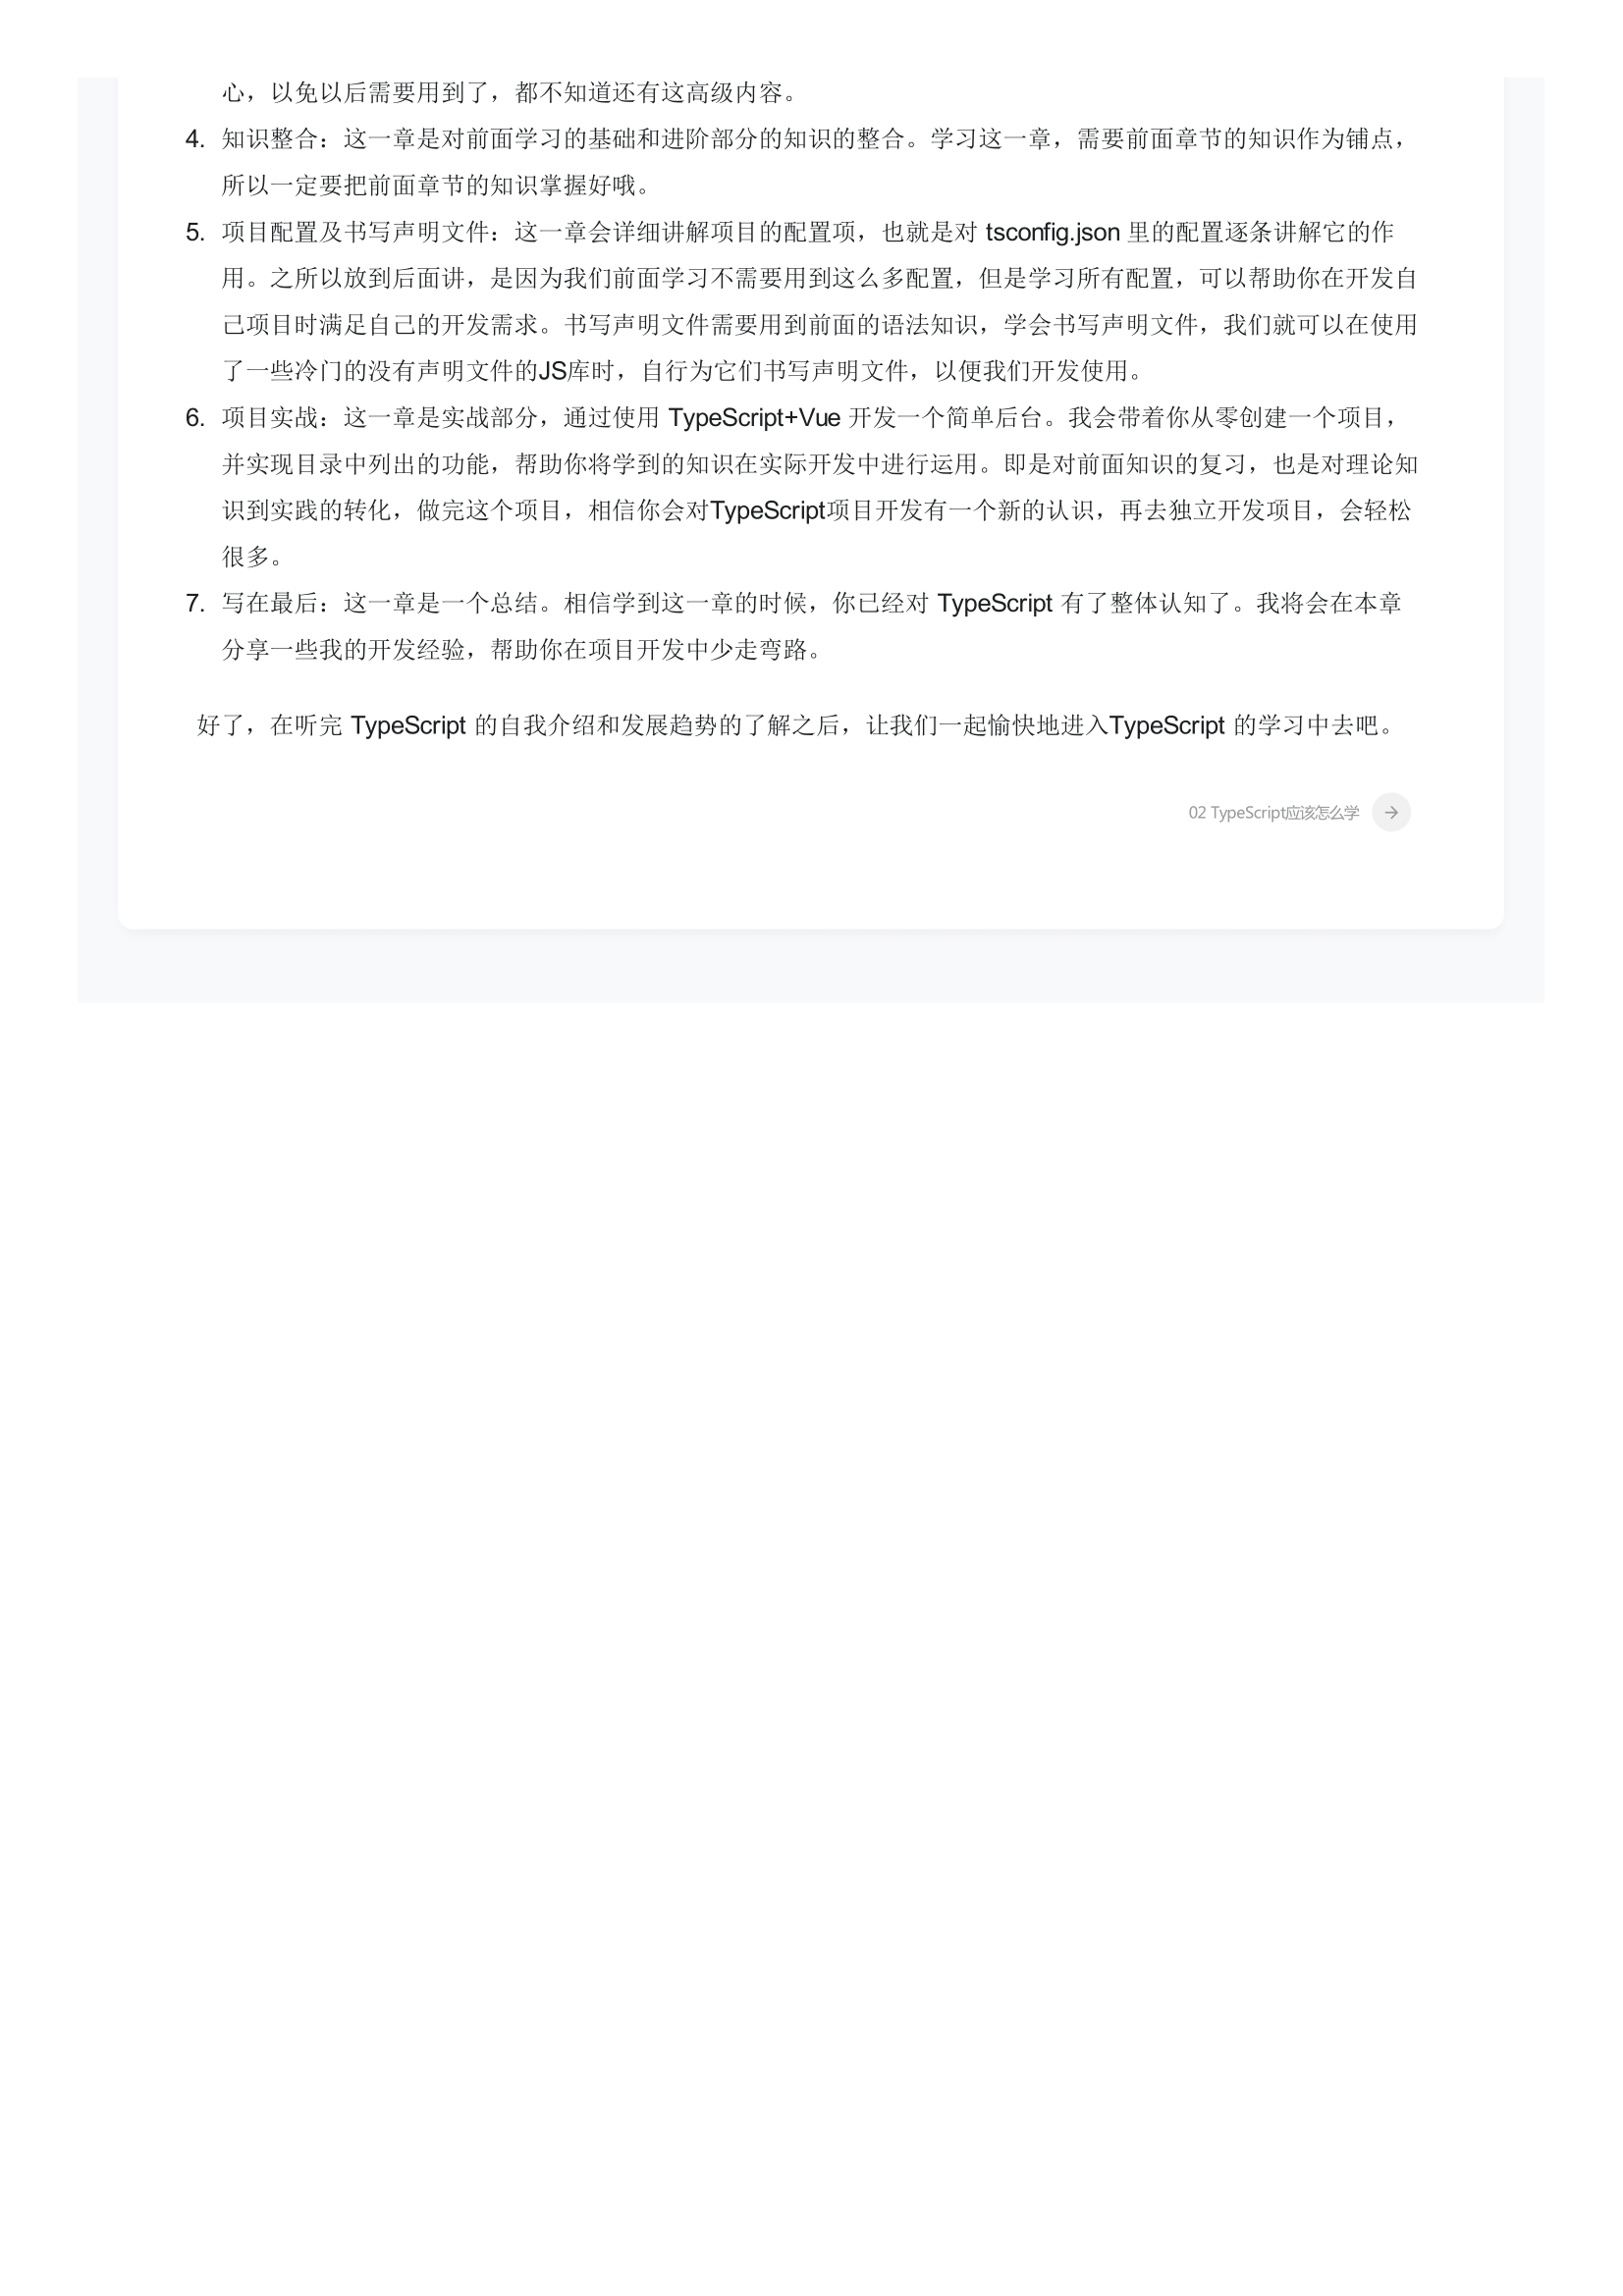 心，以免以后需要用到了，都不知道还有这高级内容。
4. 知识整合：这一章是对前面学习的基础和进阶部分的知识的整合。学习这一章，需要前面章节的知识作为铺点，
所以一定要把前面章节的知识掌握好哦。
5. 项目配置及书写声明文件：这一章会详细讲解项目的配置项，也就是对 tsconfig.json 里的配置逐条讲解它的作
用。之所以放到后面讲，是因为我们前面学习不需要用到这么多配置，但是学习所有配置，可以帮助你在开发自
己项目时满足自己的开发需求。书写声明文件需要用到前面的语法知识，学会书写声明文件，我们就可以在使用
了一些冷门的没有声明文件的JS库时，自行为它们书写声明文件，以便我们开发使用。
6. 项目实战：这一章是实战部分，通过使用 TypeScript+Vue 开发一个简单后台。我会带着你从零创建一个项目，
并实现目录中列出的功能，帮助你将学到的知识在实际开发中进行运用。即是对前面知识的复习，也是对理论知
识到实践的转化，做完这个项目，相信你会对TypeScript项目开发有一个新的认识，再去独立开发项目，会轻松
很多。
7. 写在最后：这一章是一个总结。相信学到这一章的时候，你已经对 TypeScript 有了整体认知了。我将会在本章
分享一些我的开发经验，帮助你在项目开发中少走弯路。
好了，在听完 TypeScript 的自我介绍和发展趋势的了解之后，让我们一起愉快地进入TypeScript 的学习中去吧。
02 TypeScript应该怎么学